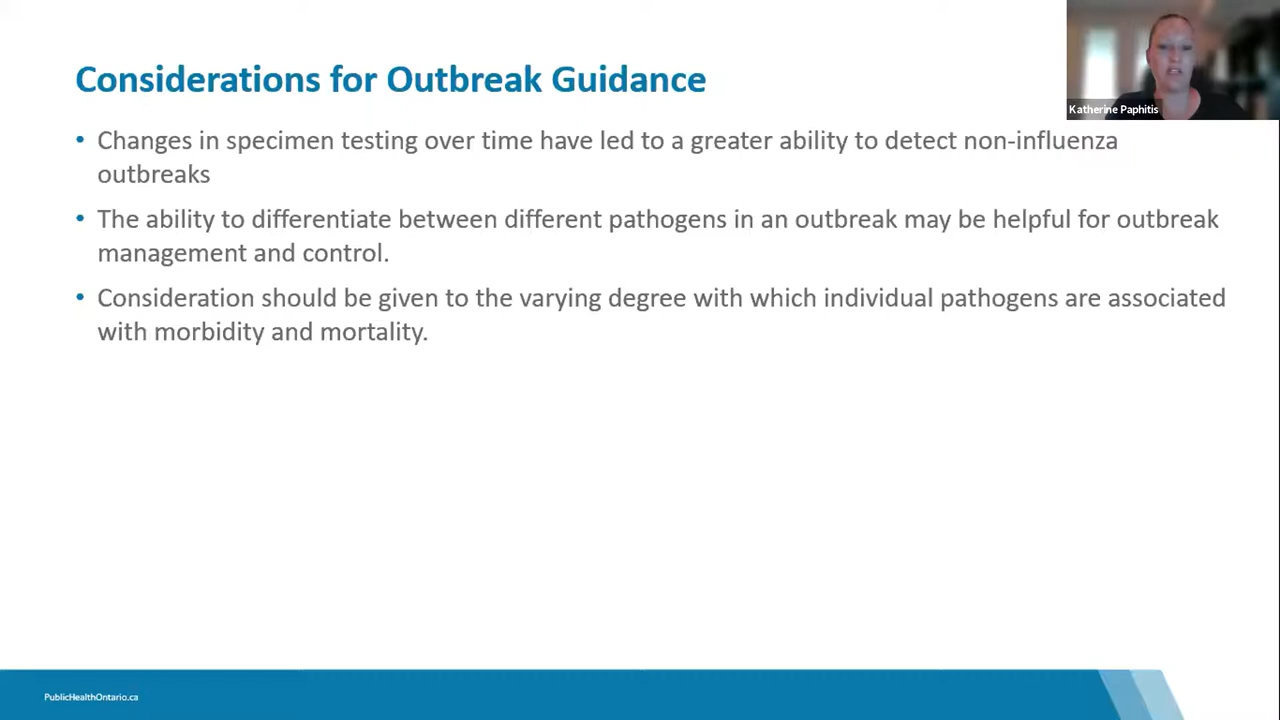 Considerations for Outbreak Guidance
Katherine Paphitis
• Changes in specimen testing over time have led to a greater ability to detect non-influenza
outbreaks
• The ability to differentiate between different pathogens in an outbreak may be helpful for outbreak
management and control.
• Consideration should be given to the varying degree with which individual pathogens are associated
with morbidity and mortality.
PublicHealthOntario.ca